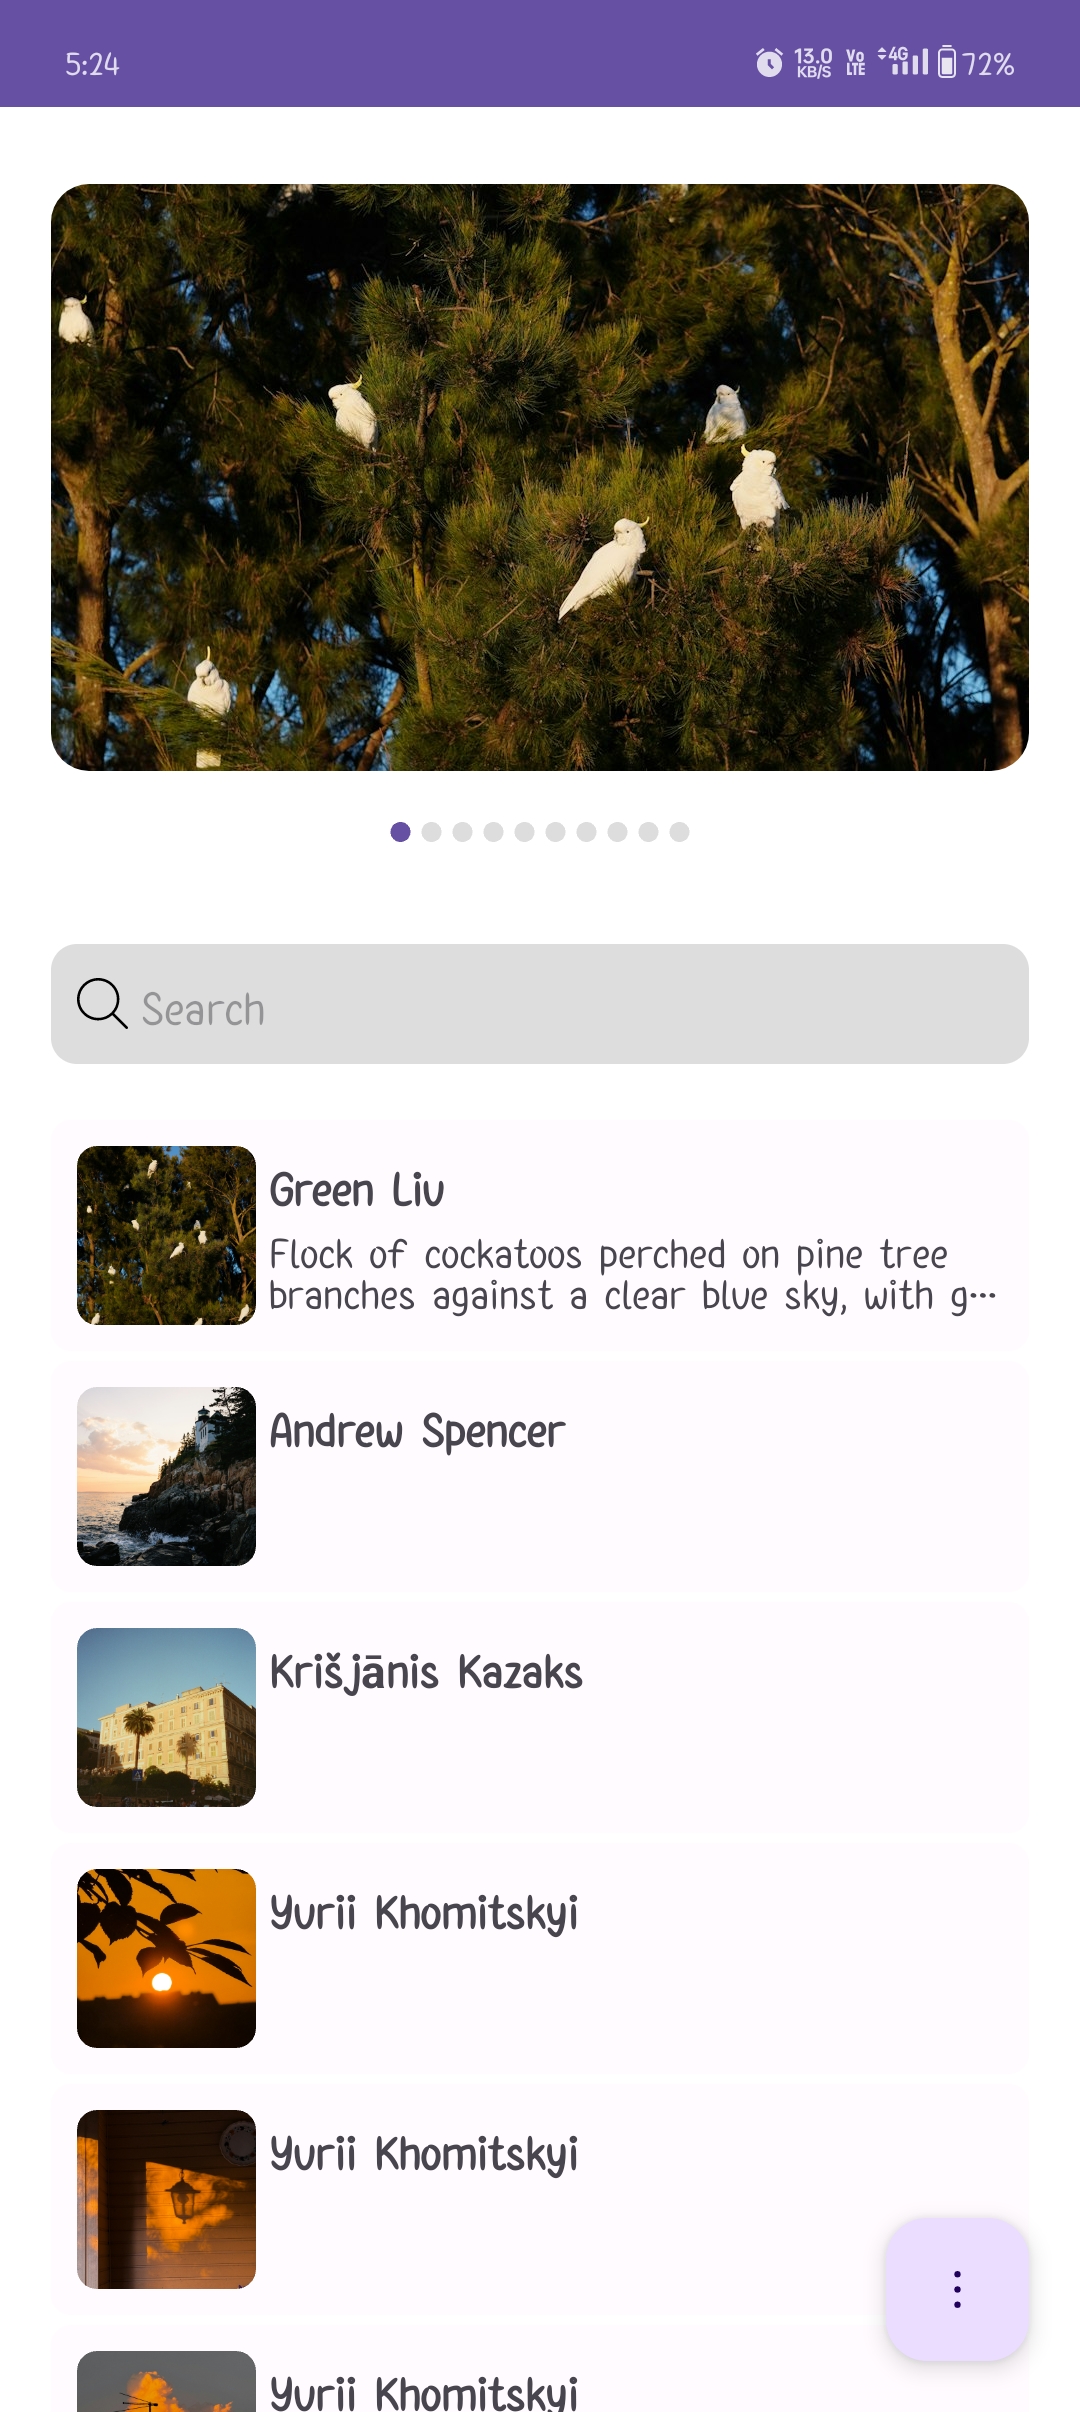 5:24
13.0 KB/S Vo LTE 4G 72%
Search
Green Liu
Flock of cockatoos perched on pine tree
branches against a clear blue sky, with g...
Andrew Spencer
Krišjānis Kazaks
Yurii Khomitskyi
Yurii Khomitskyi
Yurii Khomitskyi